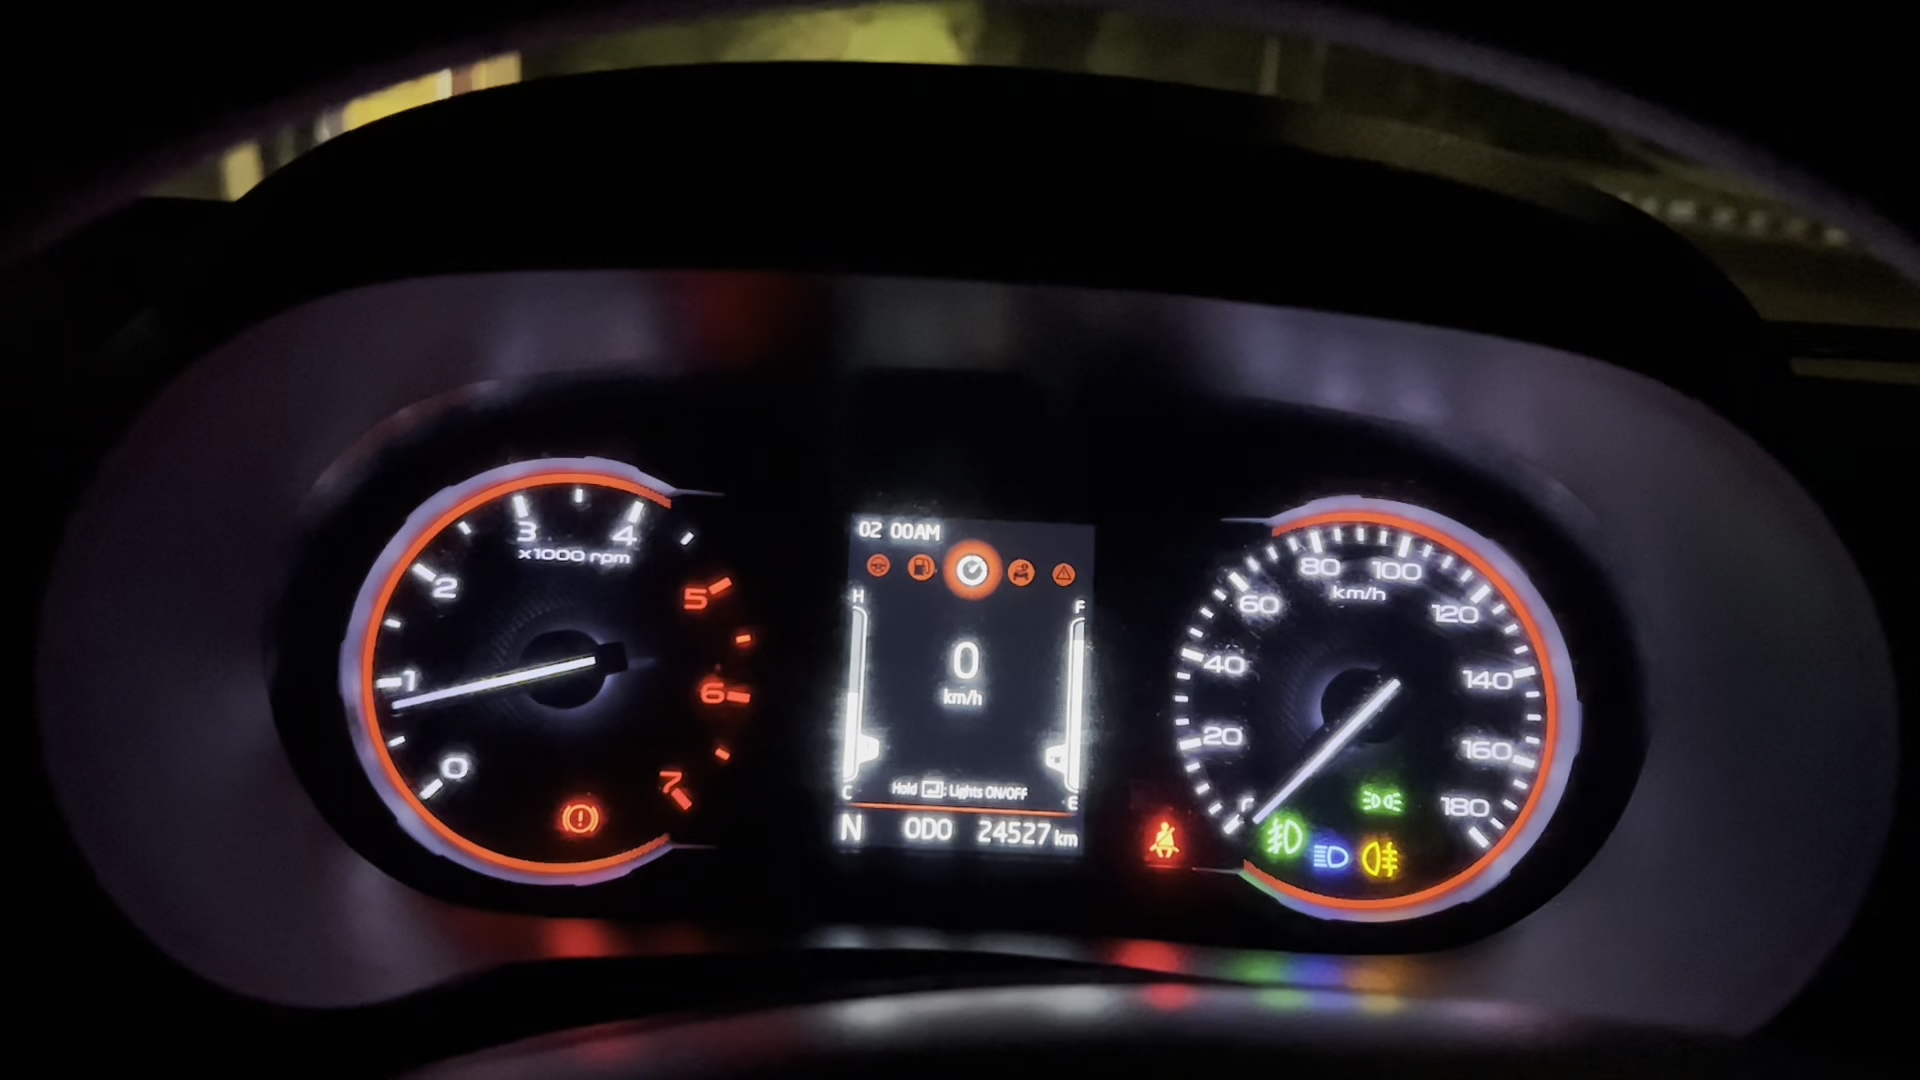 3 4
x1000 rpm
2
1
0
5
6
7
02 00AM
H F
0
km/h
Hold : Lights ON/OFF
C E
N ODO 24527 km
80 100
km/h
60 120
40 140
20 160
180